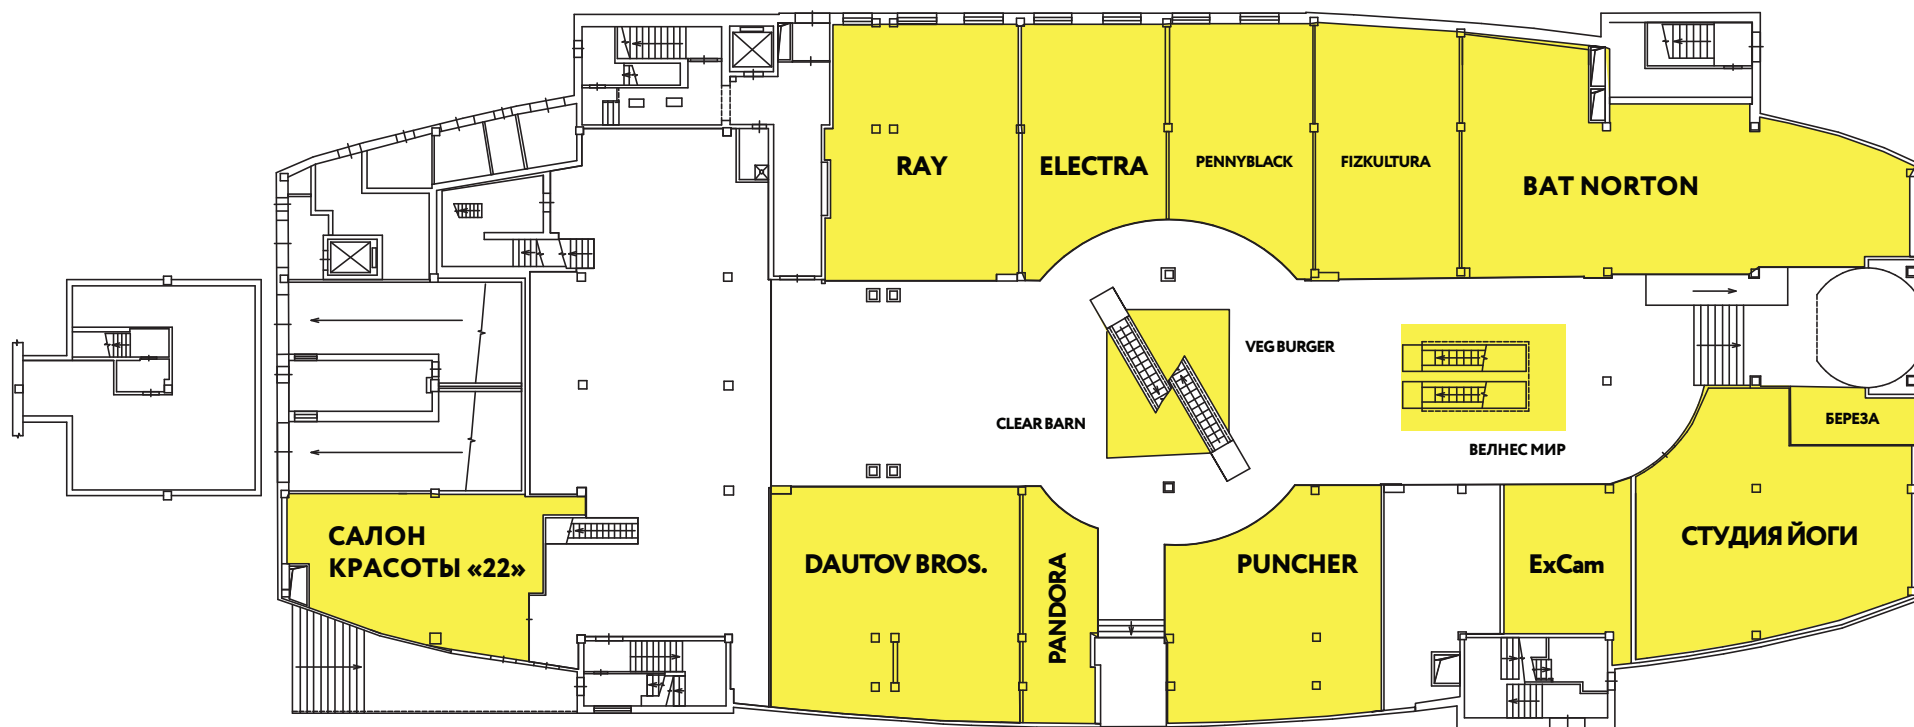 RAY
ELECTRA
PENNYBLACK
FIZKULTURA
BAT NORTON
VEG BURGER
CLEAR BARN
ВЕЛНЕС МИР
БЕРЕЗА
САЛОН
КРАСОТЫ «22»
DAUTOV BROS.
PANDORA
PUNCHER
ExCam
СТУДИЯ ЙОГИ